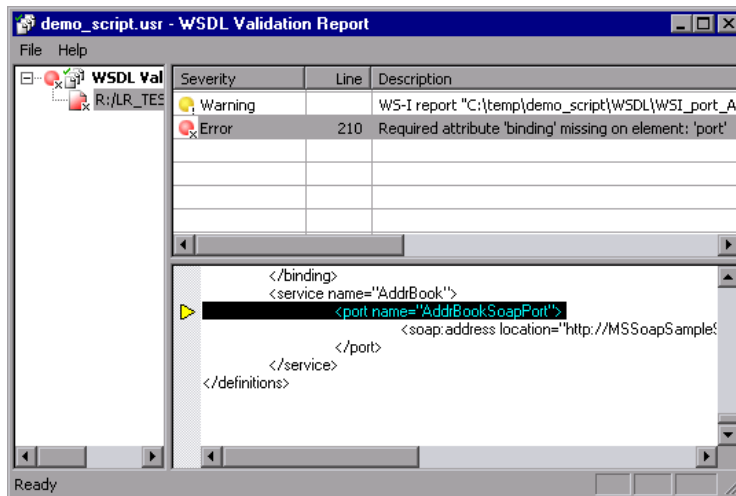 demo_script.usr - WSDL Validation Report
File Help
WSDL Val
R:/LR_TES
Severity Line Description
Warning WS-I report "C:\temp\demo_script\WSDL\WSI_port_A
Error 210 Required attribute 'binding' missing on element: 'port'
</binding>
<service name="AddrBook">
<port name="AddrBookSoapPort">
<soap:address location="http://MSSoapSampleS
</port>
</service>
</definitions>
Ready